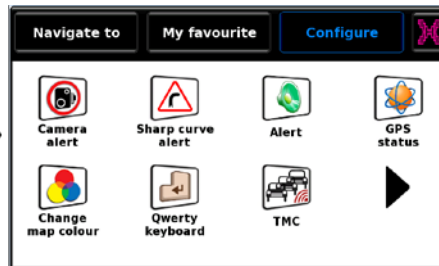 Navigate to
My favourite
Configure
Camera
alert
Sharp curve
alert
Alert
GPS
status
Change
map colour
Qwerty
keyboard
TMC